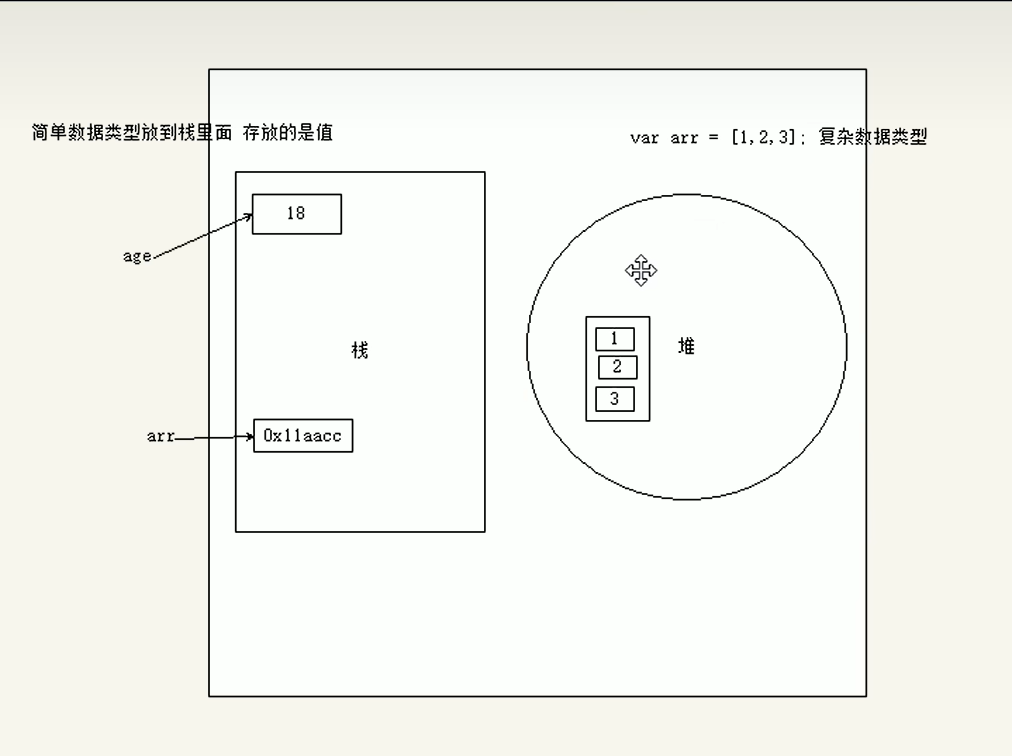 简单数据类型放到栈里面 存放的是值
var arr = [1,2,3]; 复杂数据类型
18
age
栈
arr
0x11aacc
1
2
3
堆